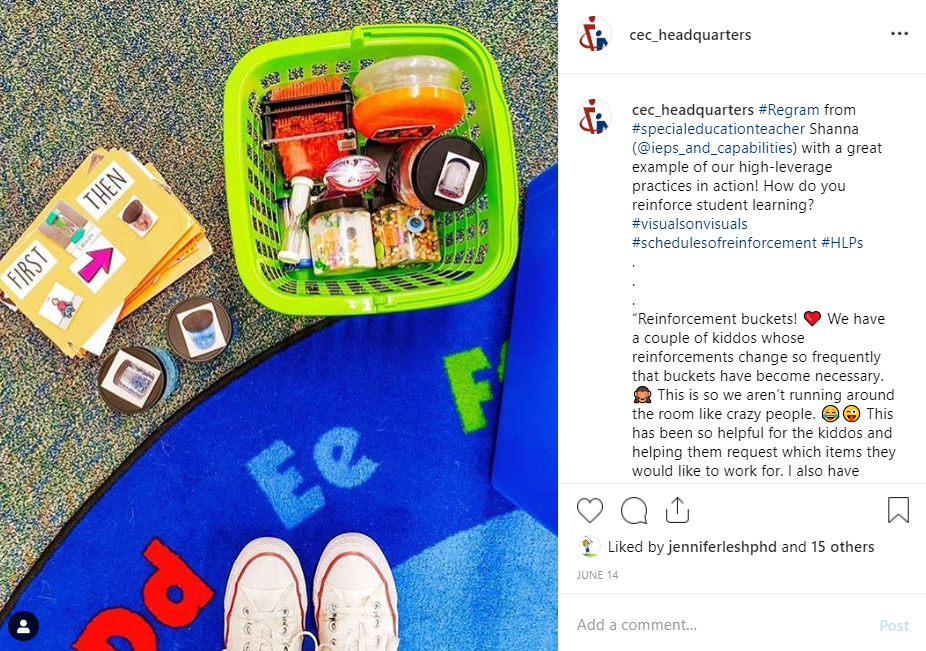 cec_headquarters
cec_headquarters #Regram from
#specialeducationteacher Shanna
(@ieps_and_capabilities) with a great
example of our high-leverage
practices in action! How do you
reinforce student learning?
#visualsonvisuals
#schedulesofreinforcement #HLPs
.
.
.
“Reinforcement buckets! ❤️ We have
a couple of kiddos whose
reinforcements change so frequently
that buckets have become necessary.
🙈 This is so we aren’t running around
the room like crazy people. 😂😜 This
has been so helpful for the kiddos and
helping them request which items they
would like to work for. I also have
Liked by jenniferleshphd and 15 others
JUNE 14
Add a comment...
Post
FIRST
THEN
Ee
F
Dd